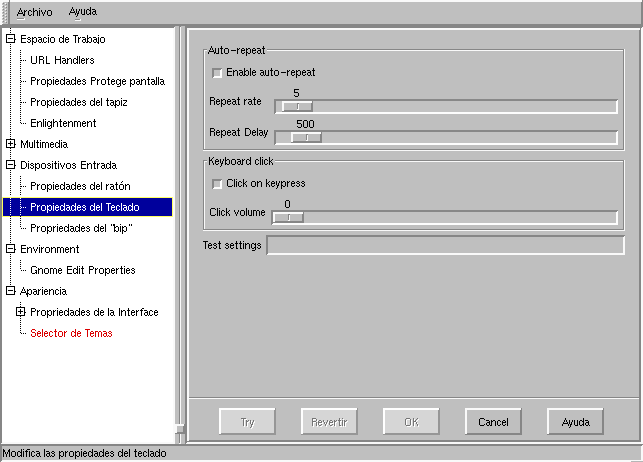 Archivo Ayuda
Espacio de Trabajo
URL Handlers
Propiedades Protege pantalla
Propiedades del tapiz
Enlightenment
Multimedia
Dispositivos Entrada
Propiedades del ratón
Propiedades del Teclado
Propriedades del "bip"
Environment
Gnome Edit Properties
Apariencia
Propriedades de la Interface
Selector de Temas
Auto-repeat
Enable auto-repeat
5
Repeat rate
500
Repeat Delay
Keyboard click
Click on keypress
0
Click volume
Test settings
Try Revertir OK Cancel Ayuda
Modifica las propiedades del teclado